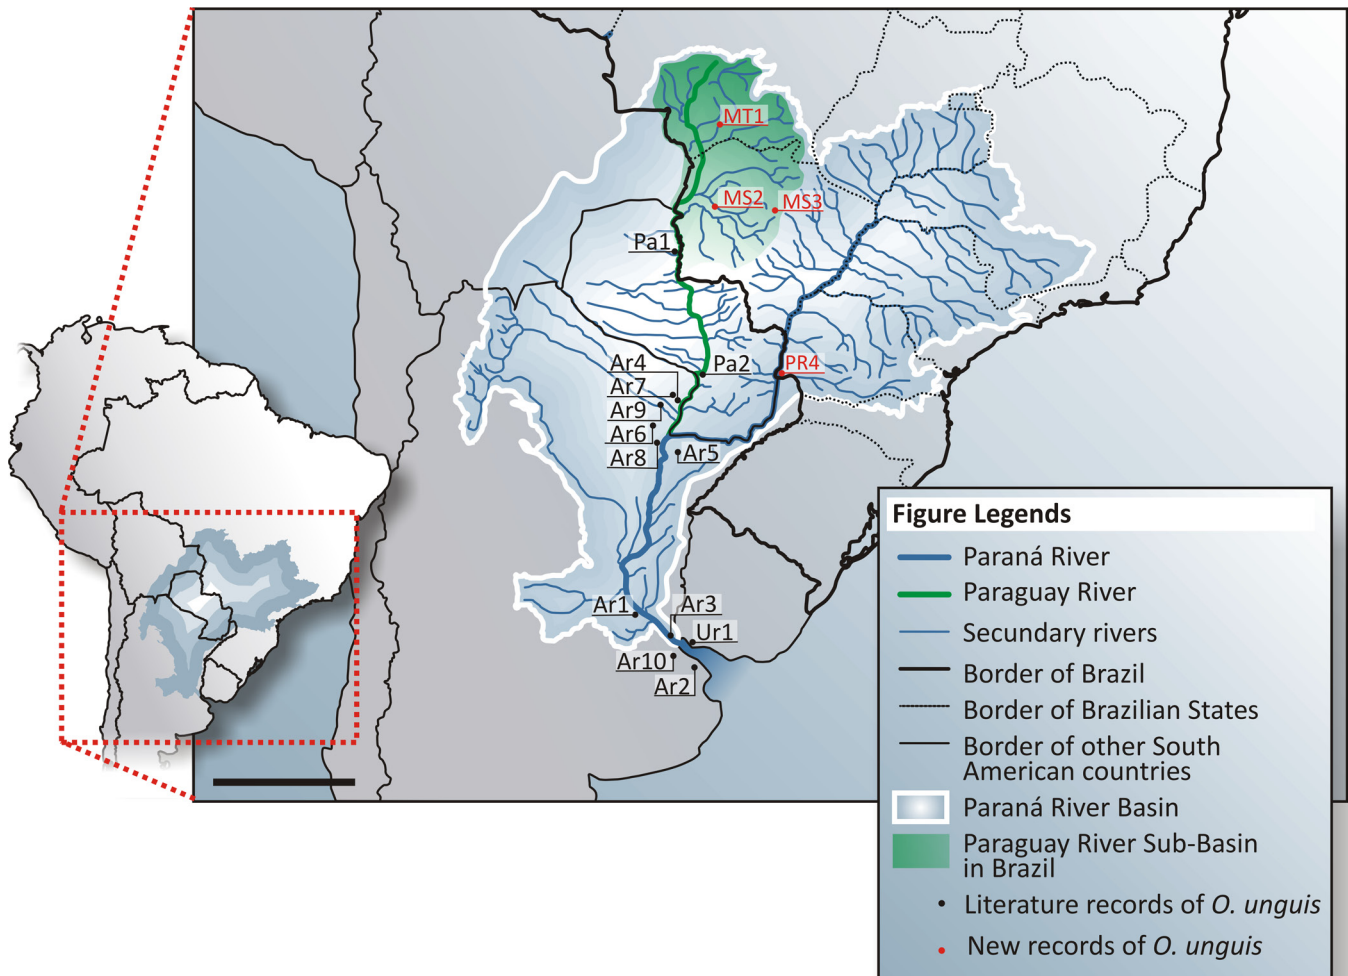 MT1
MS2
MS3
Pa1
Ar4
Pa2
PR4
Ar7
Ar9
Ar6
Ar8
Ar5
Ar1
Ar3
Ur1
Ar10
Ar2
Figure Legends
Paraná River
Paraguay River
Secundary rivers
Border of Brazil
Border of Brazilian States
Border of other South
American countries
Paraná River Basin
Paraguay River Sub-Basin
in Brazil
Literature records of O. unguis
New records of O. unguis